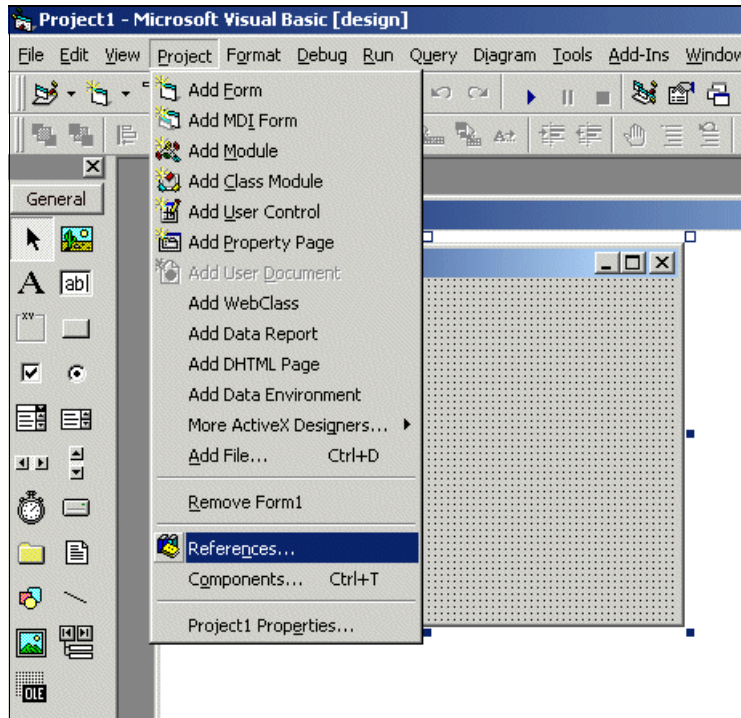 Project1 - Microsoft Visual Basic [design]
File Edit View Project Format Debug Run Query Diagram Tools Add-Ins Window
Add Form
Add MDI Form
Add Module
Add Class Module
General
Add User Control
Add Property Page
A ab
Add User Document
Add WebClass
XY
Add Data Report
Add DHTML Page
Add Data Environment
More ActiveX Designers...
Add File... Ctrl+D
Remove Form1
References...
Components... Ctrl+T
Project1 Properties...
OLE